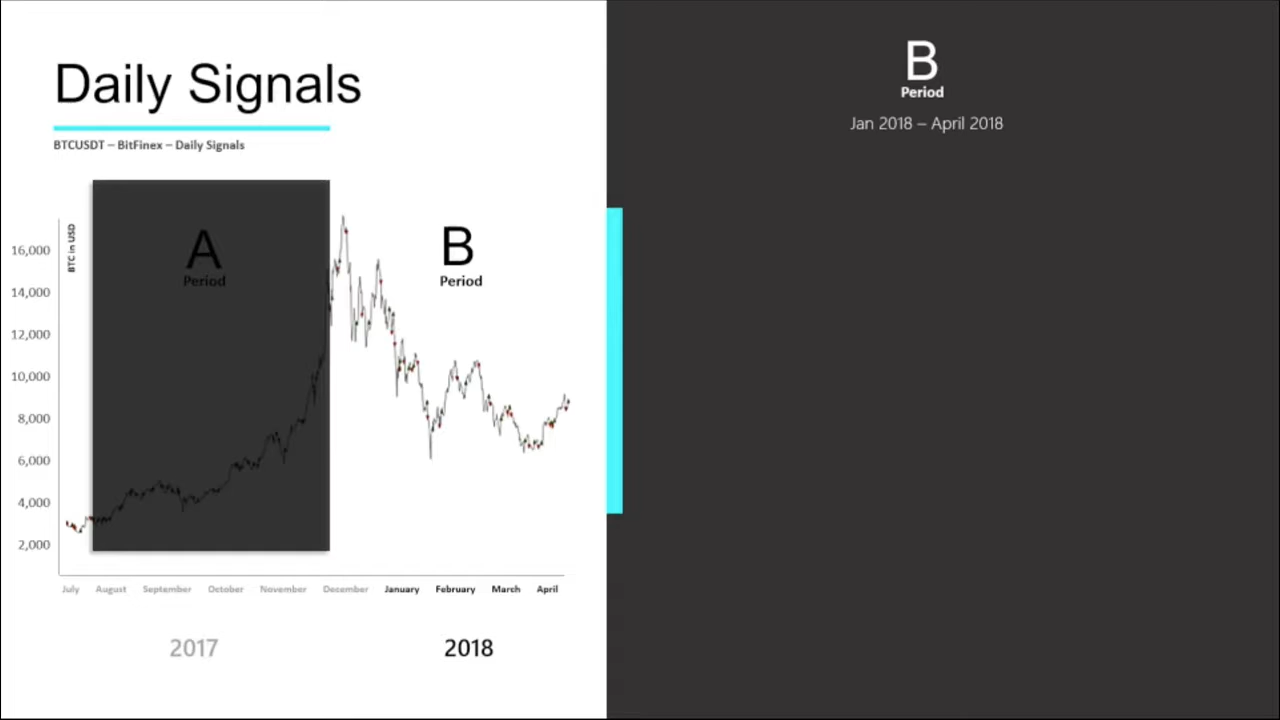 Daily Signals
BTCUSDT – BitFinex – Daily Signals
BTC in USD
A
Period
B
Period
16,000
14,000
12,000
10,000
8,000
6,000
4,000
2,000
July August September October November December January February March April
2017 2018
B
Period
Jan 2018 – April 2018